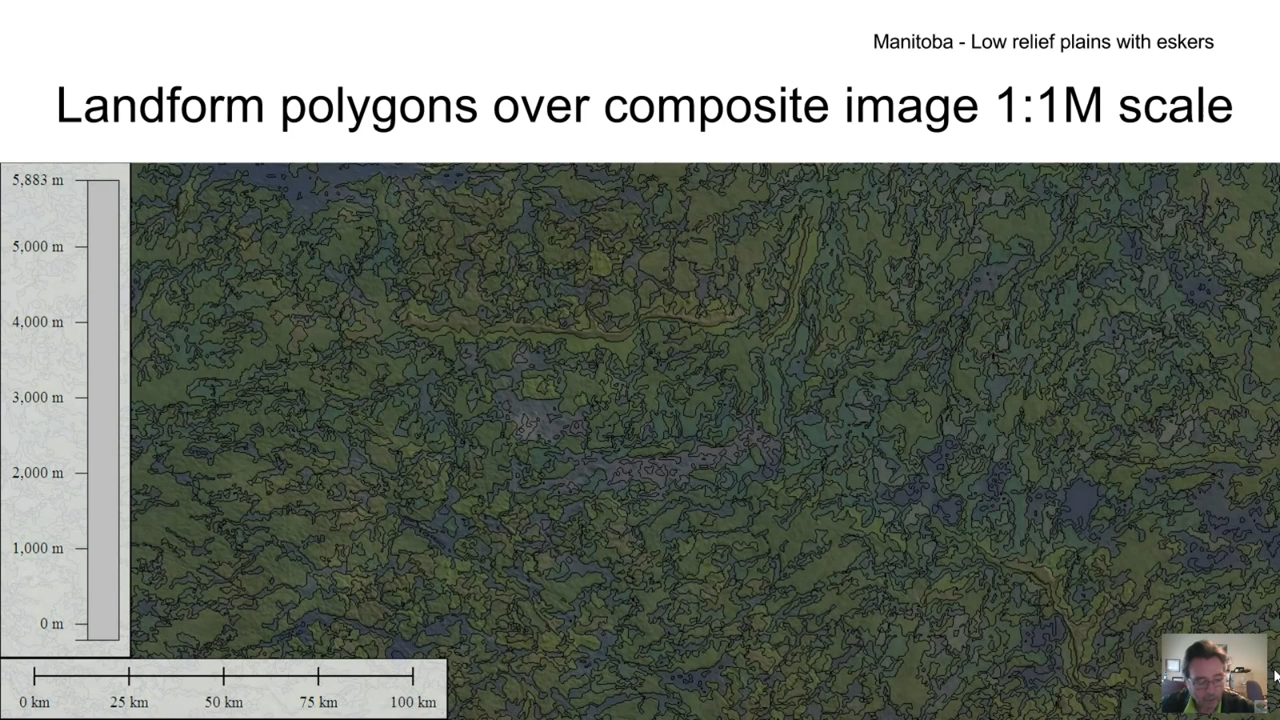 Manitoba - Low relief plains with eskers
Landform polygons over composite image 1:1M scale
5,883 m
5,000 m
4,000 m
3,000 m
2,000 m
1,000 m
0 m
0 km 25 km 50 km 75 km 100 km